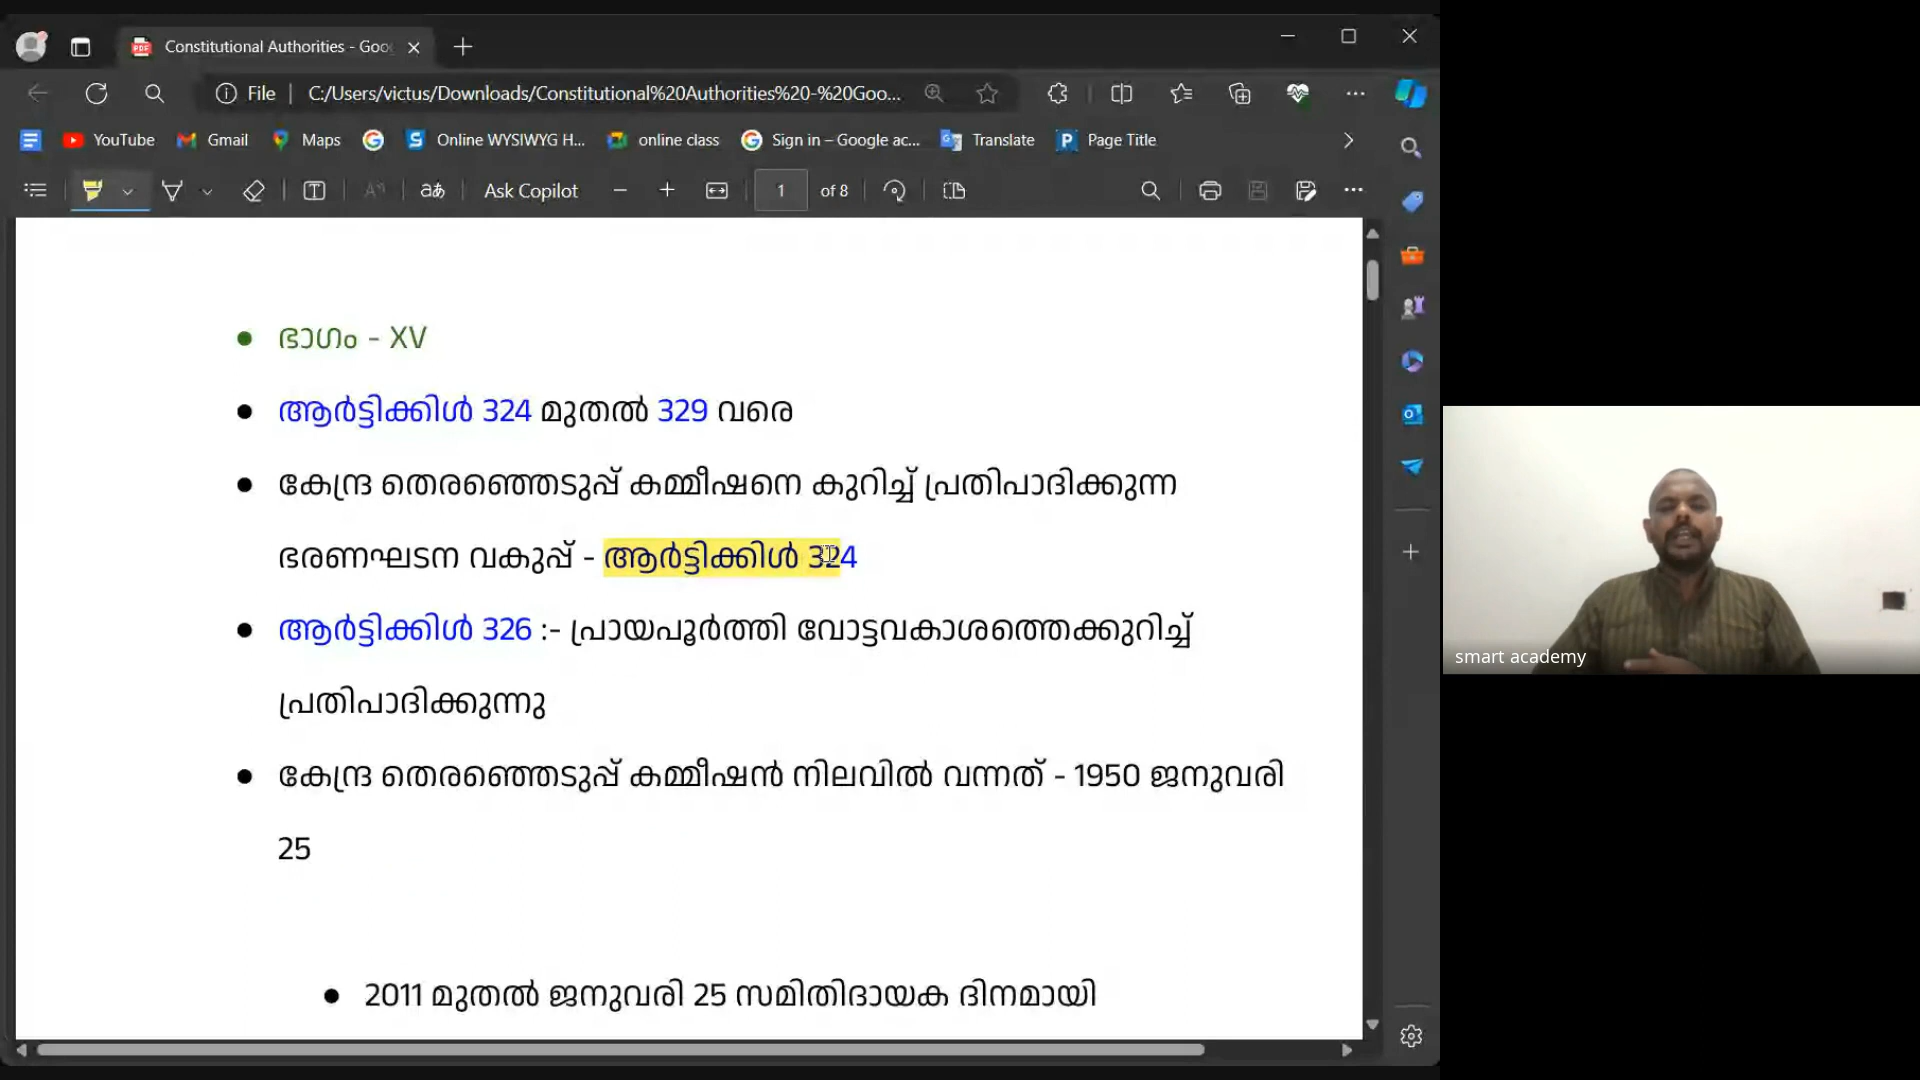 Constitutional Authorities - Goo
File
C:/Users/victus/Downloads/Constitutional%20Authorities%20-%20Goo...
YouTube Gmail Maps Online WYSIWYG H... online class Sign in – Google ac... Translate Page Title
Ask Copilot 1 of 8
ഭാഗം - XV
ആർട്ടിക്കിൾ 324 മുതൽ 329 വരെ
കേന്ദ്ര തെരഞ്ഞെടുപ്പ് കമ്മീഷനെ കുറിച്ച് പ്രതിപാദിക്കുന്ന
ഭരണഘടന വകുപ്പ് - ആർട്ടിക്കിൾ 324
ആർട്ടിക്കിൾ 326 :- പ്രായപൂർത്തി വോട്ടവകാശത്തെക്കുറിച്ച്
പ്രതിപാദിക്കുന്നു
കേന്ദ്ര തെരഞ്ഞെടുപ്പ് കമ്മീഷൻ നിലവിൽ വന്നത് - 1950 ജനുവരി
25
2011 മുതൽ ജനുവരി 25 സമിതിദായക ദിനമായി
smart academy